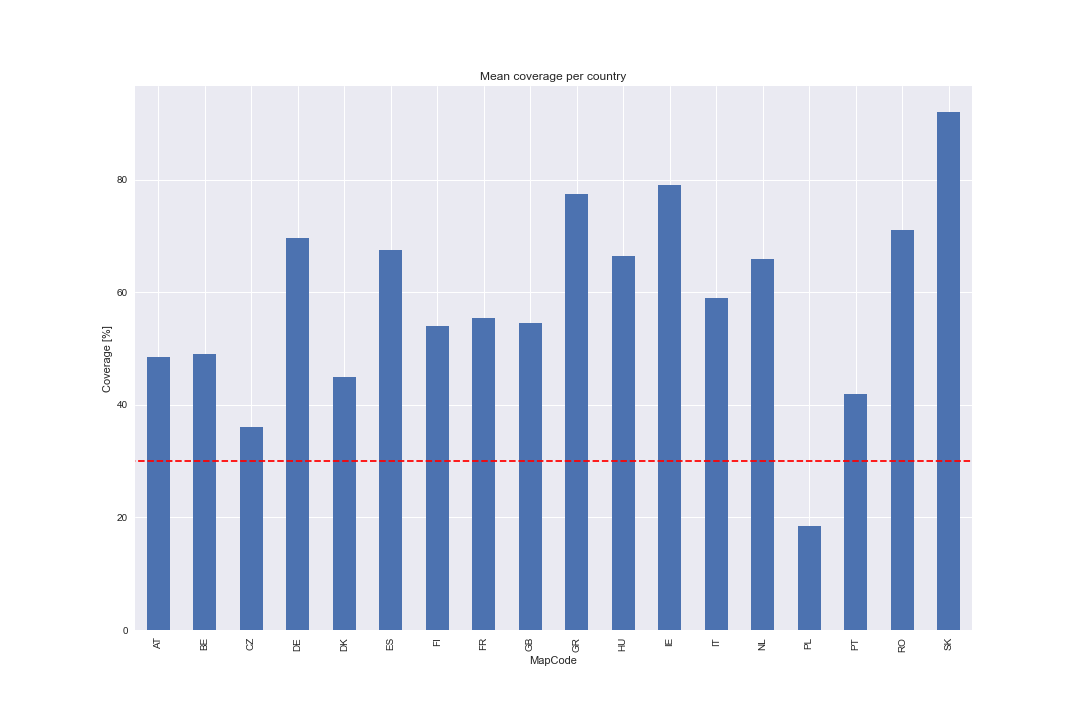 Mean coverage per country
Coverage [%]
80
60
40
20
0
AT BE CZ DE DK ES FI FR GB GR HU IE IT NL PL PT RO SK
MapCode